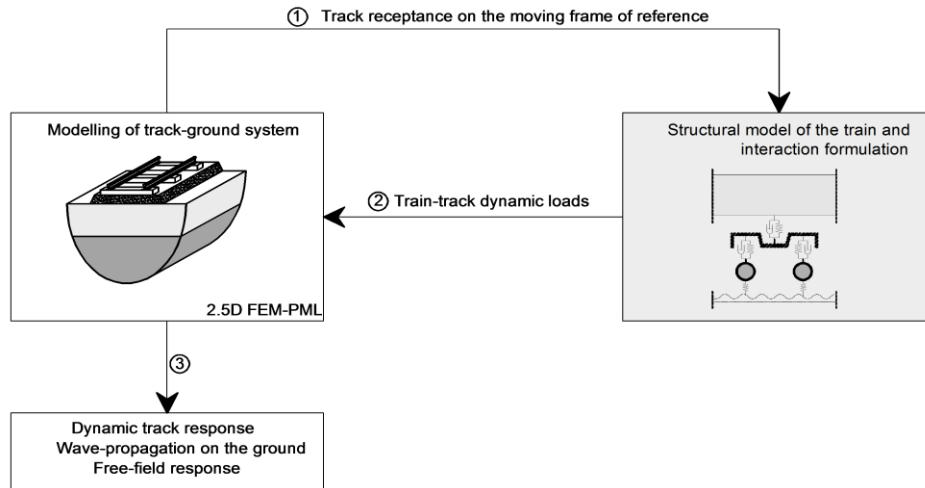 ① Track receptance on the moving frame of reference
Modelling of track-ground system
2.5D FEM-PML
Structural model of the train and
interaction formulation
② Train-track dynamic loads
③
Dynamic track response
Wave-propagation on the ground
Free-field response